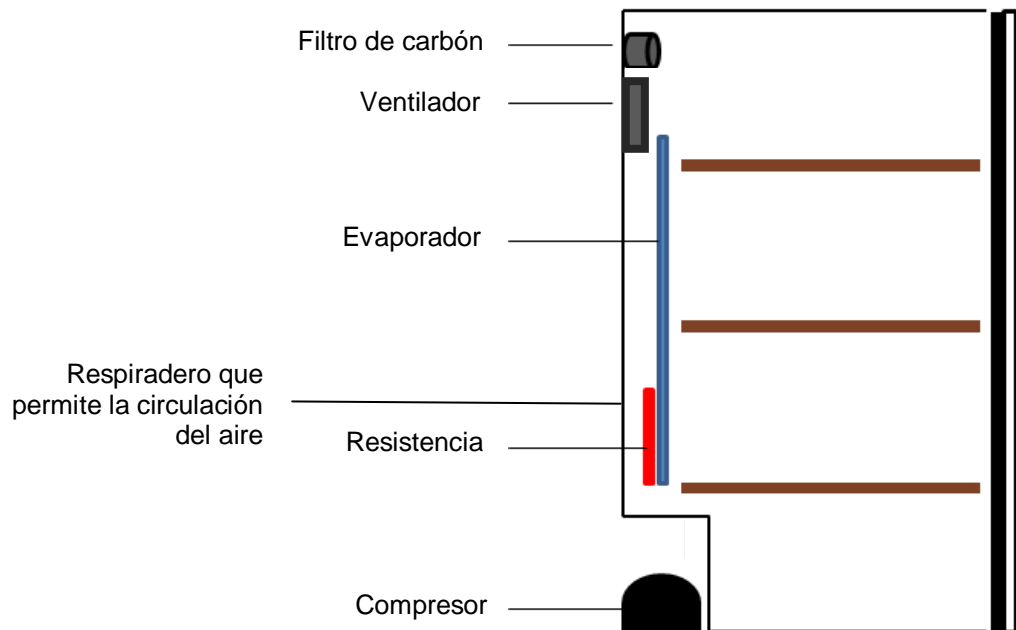 Filtro de carbón
Ventilador
Evaporador
Respiradero que
permite la circulación
del aire
Resistencia
Compresor